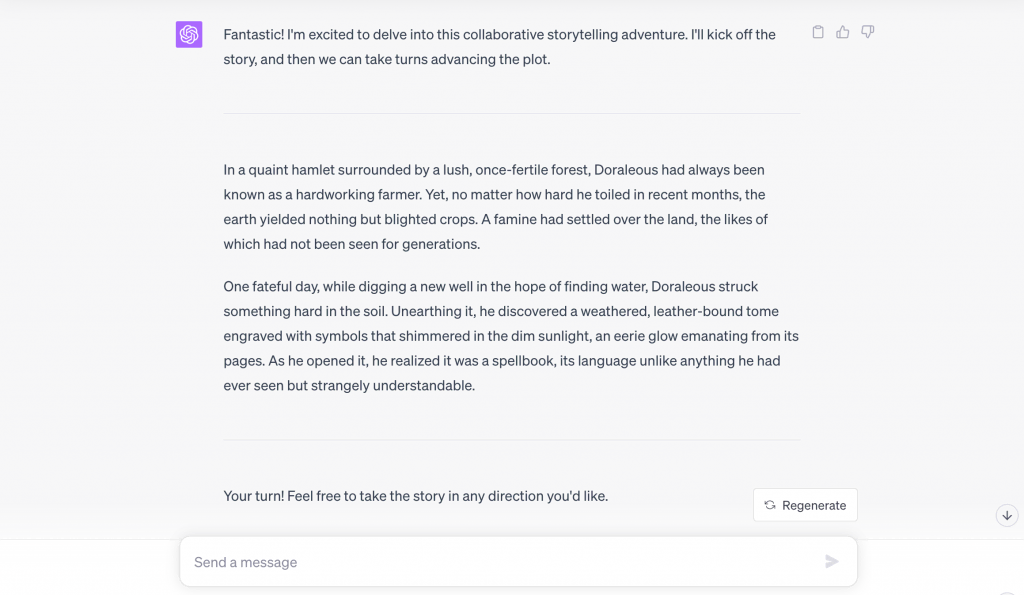 Fantastic! I'm excited to delve into this collaborative storytelling adventure. I'll kick off the
story, and then we can take turns advancing the plot.
In a quaint hamlet surrounded by a lush, once-fertile forest, Doraleous had always been
known as a hardworking farmer. Yet, no matter how hard he toiled in recent months, the
earth yielded nothing but blighted crops. A famine had settled over the land, the likes of
which had not been seen for generations.
One fateful day, while digging a new well in the hope of finding water, Doraleous struck
something hard in the soil. Unearthing it, he discovered a weathered, leather-bound tome
engraved with symbols that shimmered in the dim sunlight, an eerie glow emanating from its
pages. As he opened it, he realized it was a spellbook, its language unlike anything he had
ever seen but strangely understandable.
Your turn! Feel free to take the story in any direction you'd like.
Regenerate
Send a message